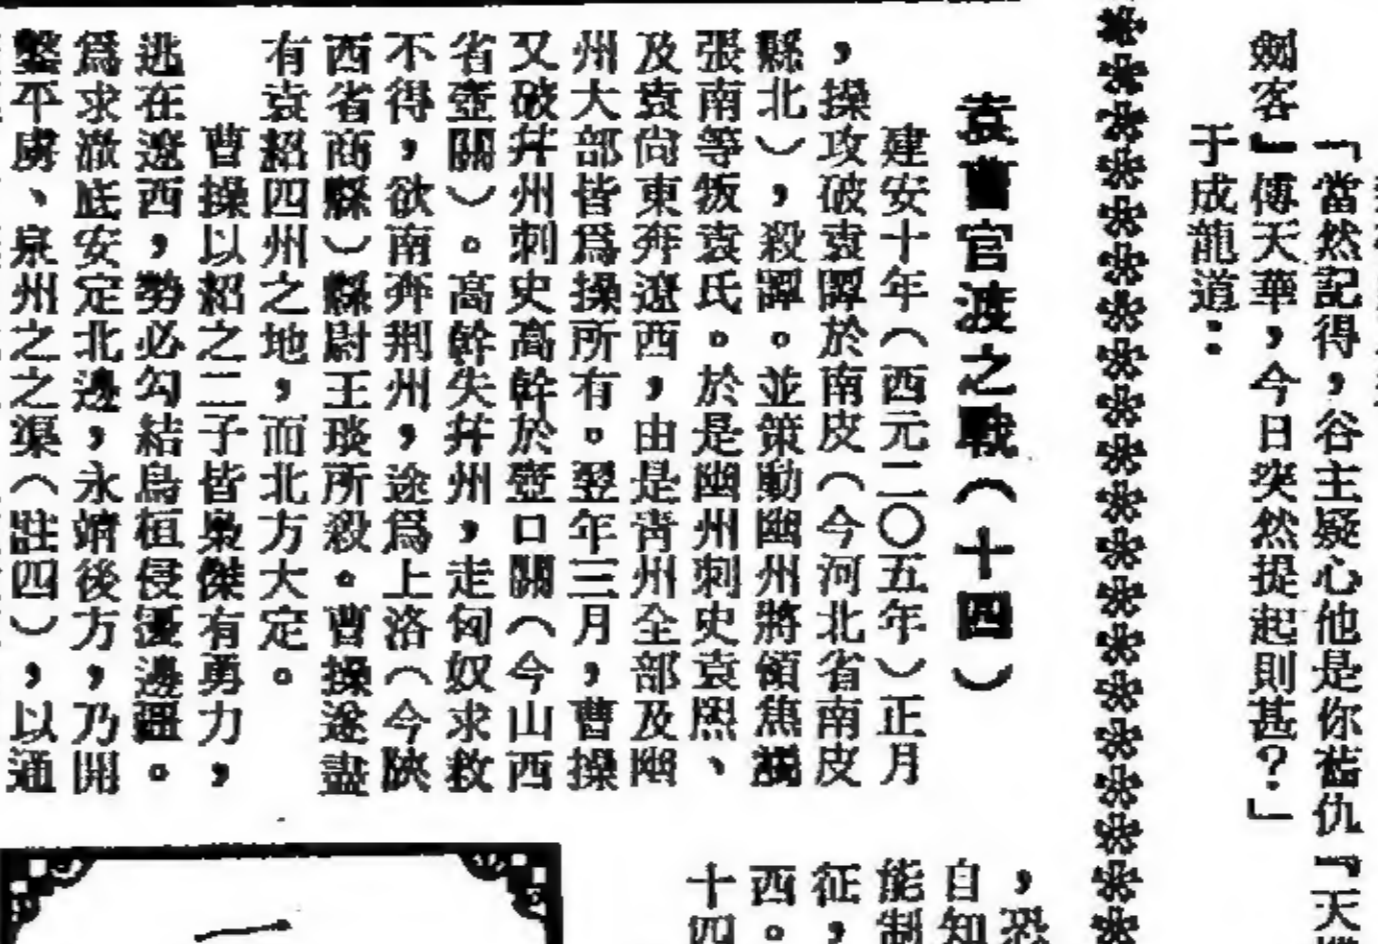 「當然記得，谷主疑心他是你舊仇『天
劍客』傅天華，今日突然提起則甚？」
于成龍道：
袁曹官渡之戰（十四）
建安十年（西元二〇五年）正月
，操攻破袁譚於南皮（今河北省南皮
縣北），殺譚。並策動幽州將領焦觸
張南等叛袁氏。於是幽州刺史袁熙、
及袁尚東奔遼西，由是青州全部及幽
州大部皆為操所有。翌年三月，曹操
又破幷州刺史高幹於壺口關（今山西
省壺關）。高幹失幷州，走匈奴求救
不得，欲南奔荆州，途為上洛（今陝
西省商縣）縣尉王琰所殺。曹操遂盡
有袁紹四州之地，而北方大定。
曹操以紹之二子皆梟傑有勇力，
逃在遼西，勢必勾結烏桓侵擾邊疆。
為求澈底安定北邊，永靖後方，乃開
鑿平虜、泉州之之渠（註四），以通
，恐
自知
能制
征，
西。
十四